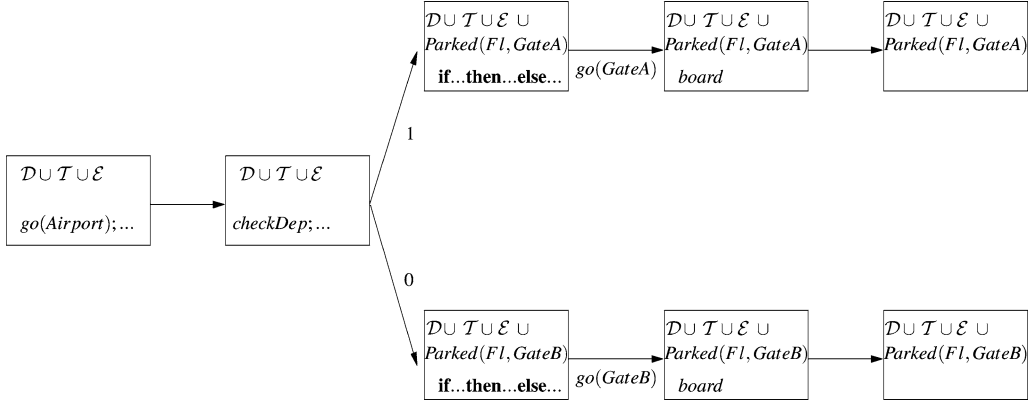 𝒟 ∪ 𝒯 ∪ ℰ ∪
Parked(Fl, GateA)
if...then...else...
go(GateA)
𝒟 ∪ 𝒯 ∪ ℰ ∪
Parked(Fl, GateA)
board
𝒟 ∪ 𝒯 ∪ ℰ ∪
Parked(Fl, GateA)
1
𝒟 ∪ 𝒯 ∪ ℰ
go(Airport); ...
𝒟 ∪ 𝒯 ∪ ℰ
checkDep; ...
0
𝒟 ∪ 𝒯 ∪ ℰ ∪
Parked(Fl, GateB)
if...then...else...
go(GateB)
𝒟 ∪ 𝒯 ∪ ℰ ∪
Parked(Fl, GateB)
board
𝒟 ∪ 𝒯 ∪ ℰ ∪
Parked(Fl, GateB)